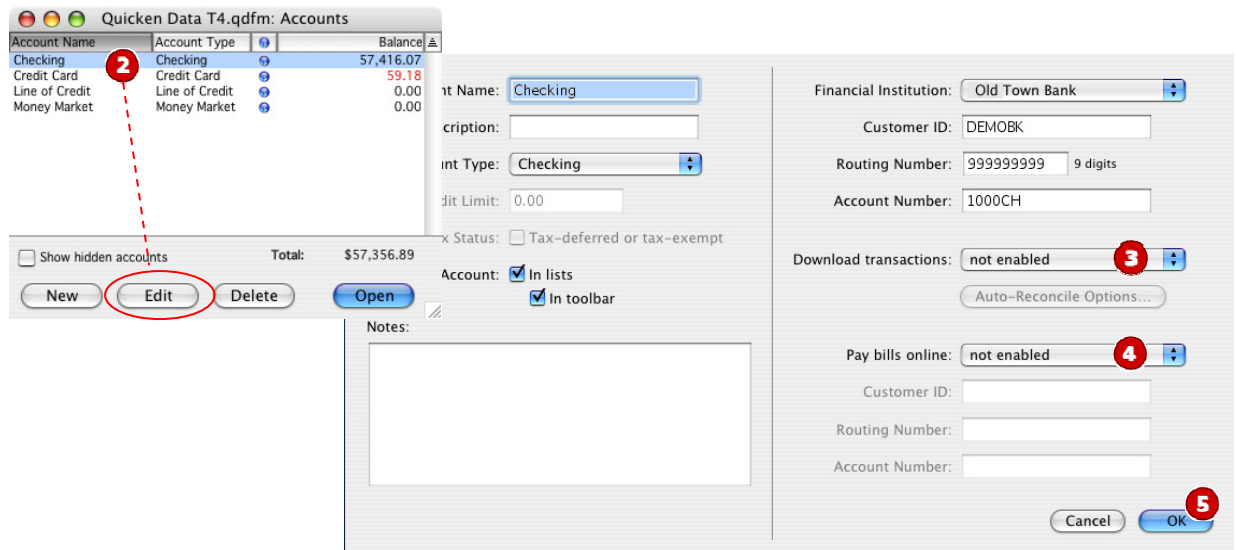 Quicken Data T4.qdfm: Accounts
Account Name Account Type Balance
Checking Checking 57,416.07
2
Credit Card Credit Card 59.18
Line of Credit Line of Credit 0.00
Money Market Money Market 0.00
Show hidden accounts Total: $57,356.89
New Edit Delete Open
nt Name: Checking
cription:
unt Type: Checking
dit Limit: 0.00
x Status: Tax-deferred or tax-exempt
Account: In lists
In toolbar
Notes:
Financial Institution: Old Town Bank
Customer ID: DEMOBK
Routing Number: 999999999 9 digits
Account Number: 1000CH
Download transactions: not enabled 3
Auto-Reconcile Options...
Pay bills online: not enabled 4
Customer ID:
Routing Number:
Account Number:
Cancel OK 5